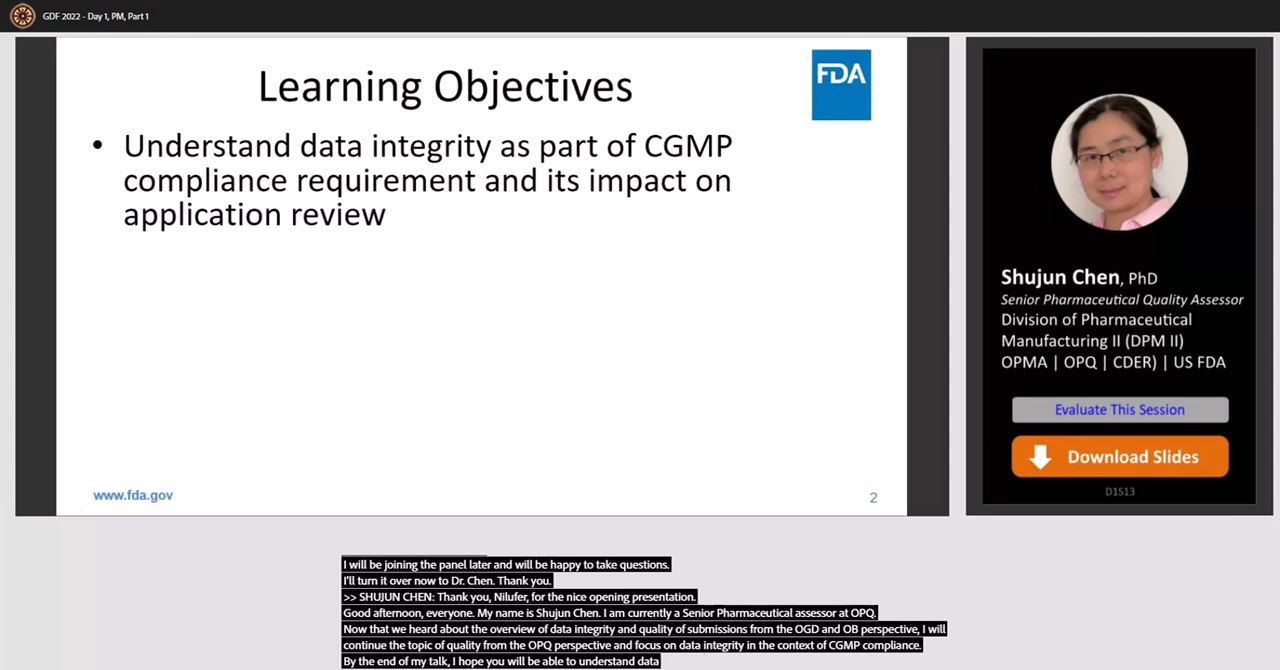 GDF 2022 - Day 1, PM, Part 1
Learning Objectives
FDA
• Understand data integrity as part of CGMP
compliance requirement and its impact on
application review
www.fda.gov
2
Shujun Chen, PhD
Senior Pharmaceutical Quality Assessor
Division of Pharmaceutical
Manufacturing II (DPM II)
OPMA | OPQ | CDER) | US FDA
Evaluate This Session
Download Slides
D1513
I will be joining the panel later and will be happy to take questions.
I'll turn it over now to Dr. Chen. Thank you.
>> SHUJUN CHEN: Thank you, Nilufer, for the nice opening presentation.
Good afternoon, everyone. My name is Shujun Chen. I am currently a Senior Pharmaceutical assessor at OPQ.
Now that we heard about the overview of data integrity and quality of submissions from the OGD and OB perspective, I will
continue the topic of quality from the OPQ perspective and focus on data integrity in the context of CGMP compliance.
By the end of my talk, I hope you will be able to understand data